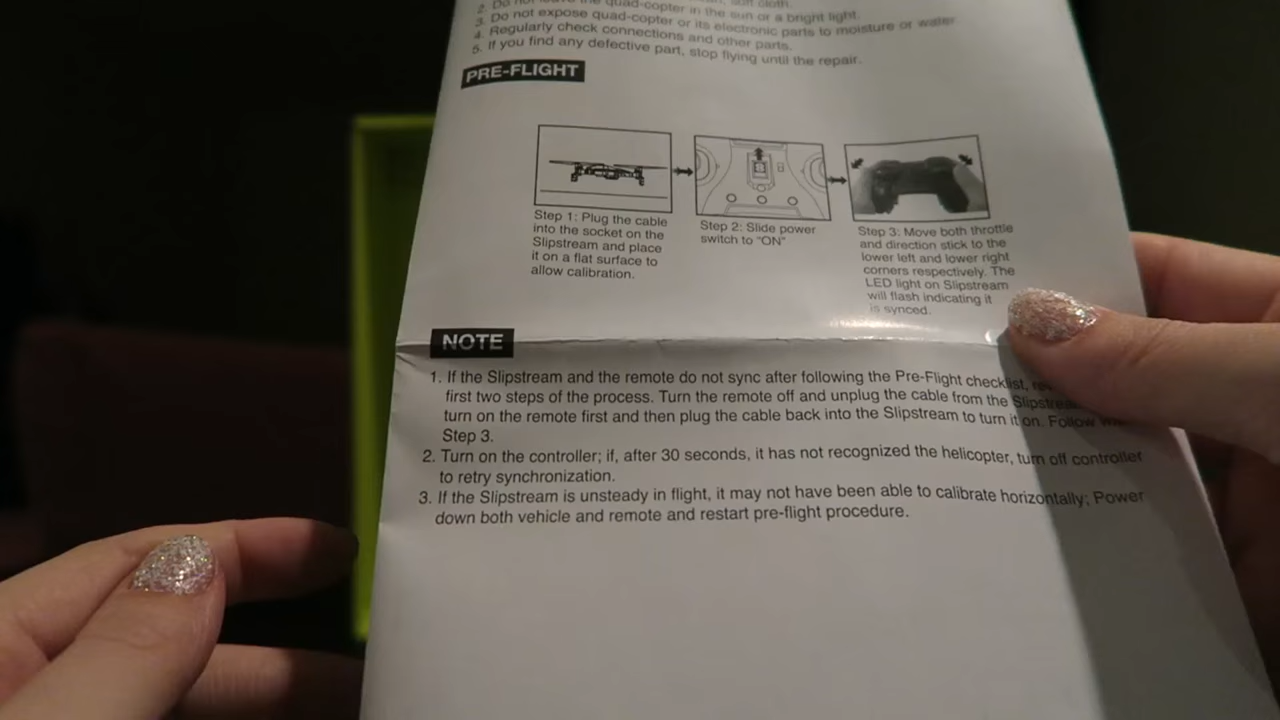 2. Do not leave the quad-copter in the sun or a bright light.
3. Do not expose quad-copter or its electronic parts to moisture or water.
4. Regularly check connections and other parts.
5. If you find any defective part, stop flying until the repair.
PRE-FLIGHT
Step 1: Plug the cable
into the socket on the
Slipstream and place
it on a flat surface to
allow calibration.
Step 2: Slide power
switch to "ON"
Step 3: Move both throttle
and direction stick to the
lower left and lower right
corners respectively. The
LED light on Slipstream
will flash indicating it
is synced.
NOTE
1. If the Slipstream and the remote do not sync after following the Pre-Flight checklist,
first two steps of the process. Turn the remote off and unplug the cable from the
turn on the remote first and then plug the cable back into the Slipstream to turn it on. Follow
Step 3.
2. Turn on the controller; if, after 30 seconds, it has not recognized the helicopter, turn off controller
to retry synchronization.
3. If the Slipstream is unsteady in flight, it may not have been able to calibrate horizontally; Power
down both vehicle and remote and restart pre-flight procedure.